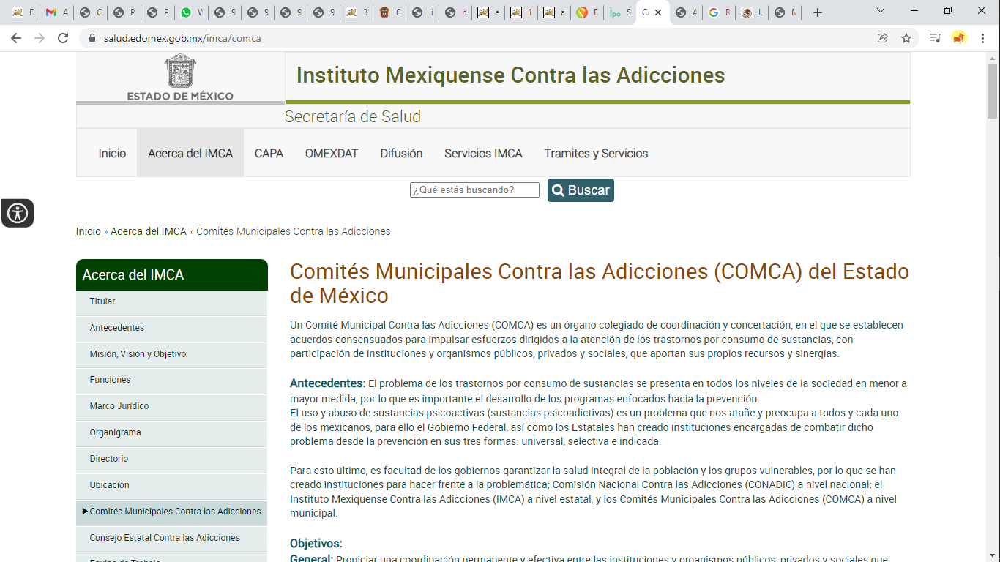 D
A
G
P
P
V
9
9
9
9
3
C
li
b
e
1
a
D
ipo
S
Co
A
R
L
M
salud.edomex.gob.mx/imca/comca
ESTADO DE MÉXICO
Instituto Mexiquense Contra las Adicciones
Secretaría de Salud
Inicio
Acerca del IMCA
CAPA
OMEXDAT
Difusión
Servicios IMCA
Tramites y Servicios
¿Qué estás buscando?
Buscar
Inicio » Acerca del IMCA » Comités Municipales Contra las Adicciones
Acerca del IMCA
Titular
Antecedentes
Misión, Visión y Objetivo
Funciones
Marco Jurídico
Organigrama
Directorio
Ubicación
Comités Municipales Contra las Adicciones
Consejo Estatal Contra las Adicciones
Equipo de Trabajo
Comités Municipales Contra las Adicciones (COMCA) del Estado
de México
Un Comité Municipal Contra las Adicciones (COMCA) es un órgano colegiado de coordinación y concertación, en el que se establecen
acuerdos consensuados para impulsar esfuerzos dirigidos a la atención de los trastornos por consumo de sustancias, con
participación de instituciones y organismos públicos, privados y sociales, que aportan sus propios recursos y sinergias.
Antecedentes: El problema de los trastornos por consumo de sustancias se presenta en todos los niveles de la sociedad en menor a
mayor medida, por lo que es importante el desarrollo de los programas enfocados hacia la prevención.
El uso y abuso de sustancias psicoactivas (sustancias psicoadictivas) es un problema que nos atañe y preocupa a todos y cada uno
de los mexicanos, para ello el Gobierno Federal, así como los Estatales han creado instituciones encargadas de combatir dicho
problema desde la prevención en sus tres formas: universal, selectiva e indicada.
Para esto último, es facultad de los gobiernos garantizar la salud integral de la población y los grupos vulnerables, por lo que se han
creado instituciones para hacer frente a la problemática; Comisión Nacional Contra las Adicciones (CONADIC) a nivel nacional; el
Instituto Mexiquense Contra las Adicciones (IMCA) a nivel estatal, y los Comités Municipales Contra las Adicciones (COMCA) a nivel
municipal.
Objetivos:
General: Propiciar una coordinación permanente y efectiva entre las instituciones y organismos públicos, privados y sociales que